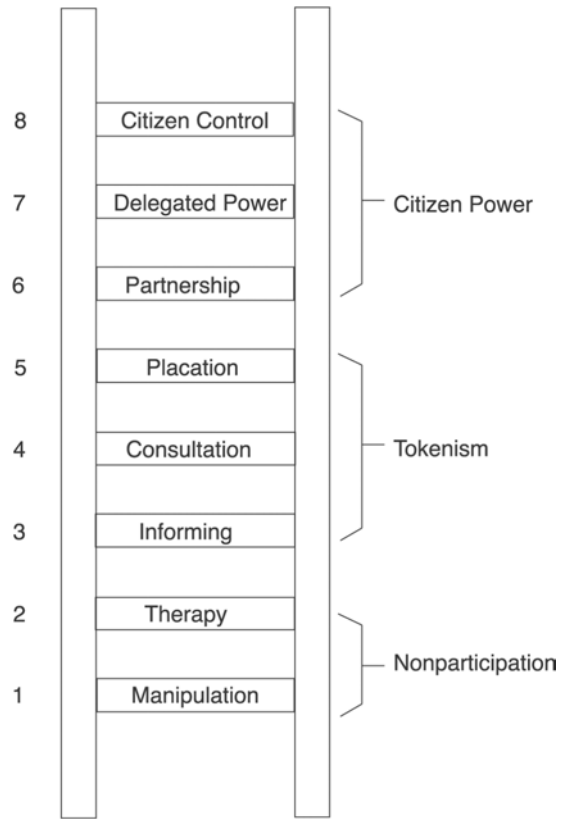 8 Citizen Control
7 Delegated Power Citizen Power
6 Partnership
5 Placation
4 Consultation Tokenism
3 Informing
2 Therapy
Nonparticipation
1 Manipulation